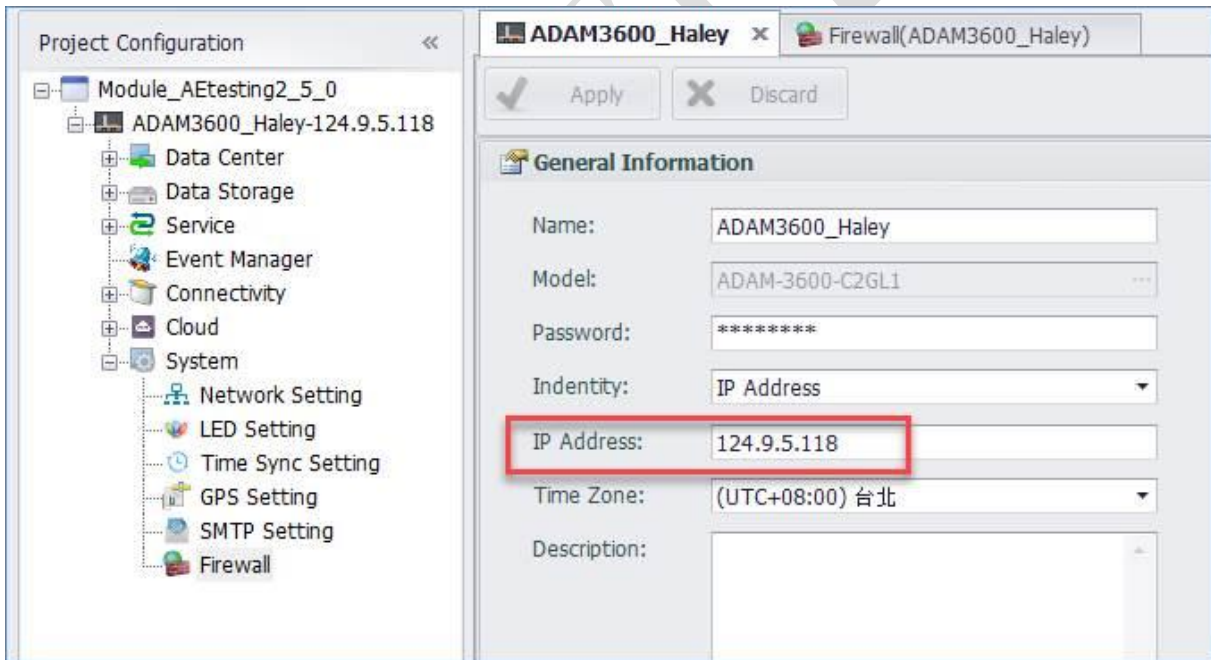 Project Configuration «
Module_AEtesting2_5_0
ADAM3600_Haley-124.9.5.118
Data Center
Data Storage
Service
Event Manager
Connectivity
Cloud
System
Network Setting
LED Setting
Time Sync Setting
GPS Setting
SMTP Setting
Firewall
ADAM3600_Haley × Firewall(ADAM3600_Haley)
Apply Discard
General Information
Name: ADAM3600_Haley
Model: ADAM-3600-C2GL1 ...
Password: ********
Indentity: IP Address
IP Address: 124.9.5.118
Time Zone: (UTC+08:00) 台北
Description: